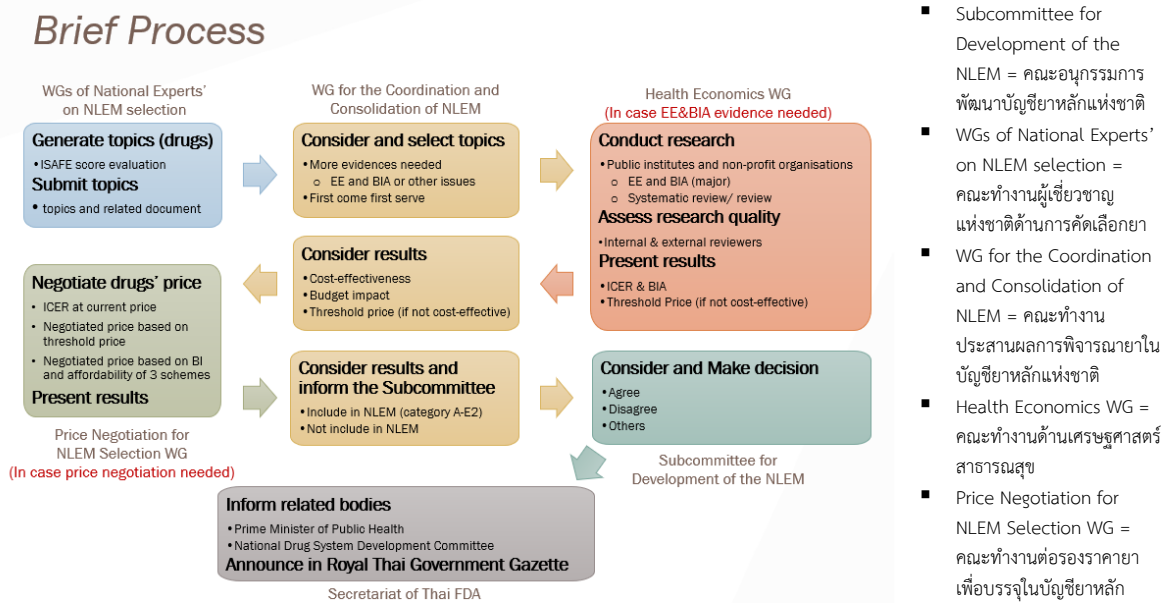 Brief Process
WGs of National Experts'
on NLEM selection
Generate topics (drugs)
•ISAFE score evaluation
Submit topics
• topics and related document
WG for the Coordination and
Consolidation of NLEM
Consider and select topics
•More evidences needed
o EE and BIA or other issues
•First come first serve
Health Economics WG
(In case EE&BIA evidence needed)
Conduct research
•Public institutes and non-profit organisations
o EE and BIA (major)
o Systematic review/ review
Assess research quality
•Internal & external reviewers
Present results
•ICER & BIA
•Threshold Price (if not cost-effective)
Consider results
•Cost-effectiveness
•Budget impact
•Threshold price (if not cost-effective)
Negotiate drugs' price
• ICER at current price
• Negotiated price based on
threshold price
• Negotiated price based on BI
and affordability of 3 schemes
Present results
Price Negotiation for
NLEM Selection WG
(In case price negotiation needed)
Consider results and
inform the Subcommittee
•Include in NLEM (category A-E2)
•Not include in NLEM
Consider and Make decision
•Agree
•Disagree
•Others
Subcommittee for
Development of the NLEM
Inform related bodies
•Prime Minister of Public Health
•National Drug System Development Committee
Announce in Royal Thai Government Gazette
Secretariat of Thai FDA
▪ Subcommittee for
Development of the
NLEM = คณะอนุกรรมการ
พัฒนาบัญชียาหลักแห่งชาติ
▪ WGs of National Experts'
on NLEM selection =
คณะทำงานผู้เชี่ยวชาญ
แห่งชาติด้านการคัดเลือกยา
▪ WG for the Coordination
and Consolidation of
NLEM = คณะทำงาน
ประสานผลการพิจารณายาใน
บัญชียาหลักแห่งชาติ
▪ Health Economics WG =
คณะทำงานด้านเศรษฐศาสตร์
สาธารณสุข
▪ Price Negotiation for
NLEM Selection WG =
คณะทำงานต่อรองราคายา
เพื่อบรรจุในบัญชียาหลัก